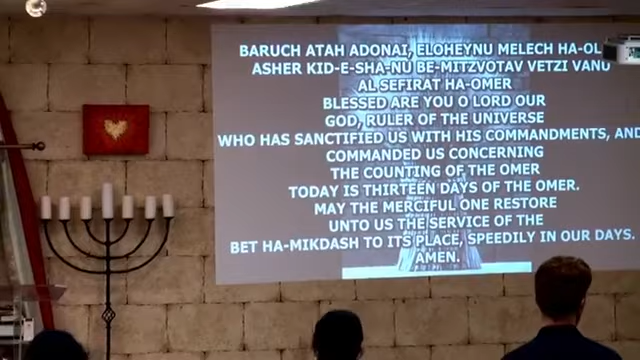 BARUCH ATAH ADONAI, ELOHEYNU MELECH HA-OL
ASHER KID-E-SHA-NU BE-MITZVOTAV VETZI VANU
AL SEFIRAT HA-OMER
BLESSED ARE YOU O LORD OUR
GOD, RULER OF THE UNIVERSE
WHO HAS SANCTIFIED US WITH HIS COMMANDMENTS, AND
COMMANDED US CONCERNING
THE COUNTING OF THE OMER
TODAY IS THIRTEEN DAYS OF THE OMER.
MAY THE MERCIFUL ONE RESTORE
UNTO US THE SERVICE OF THE
BET HA-MIKDASH TO ITS PLACE, SPEEDILY IN OUR DAYS.
AMEN.